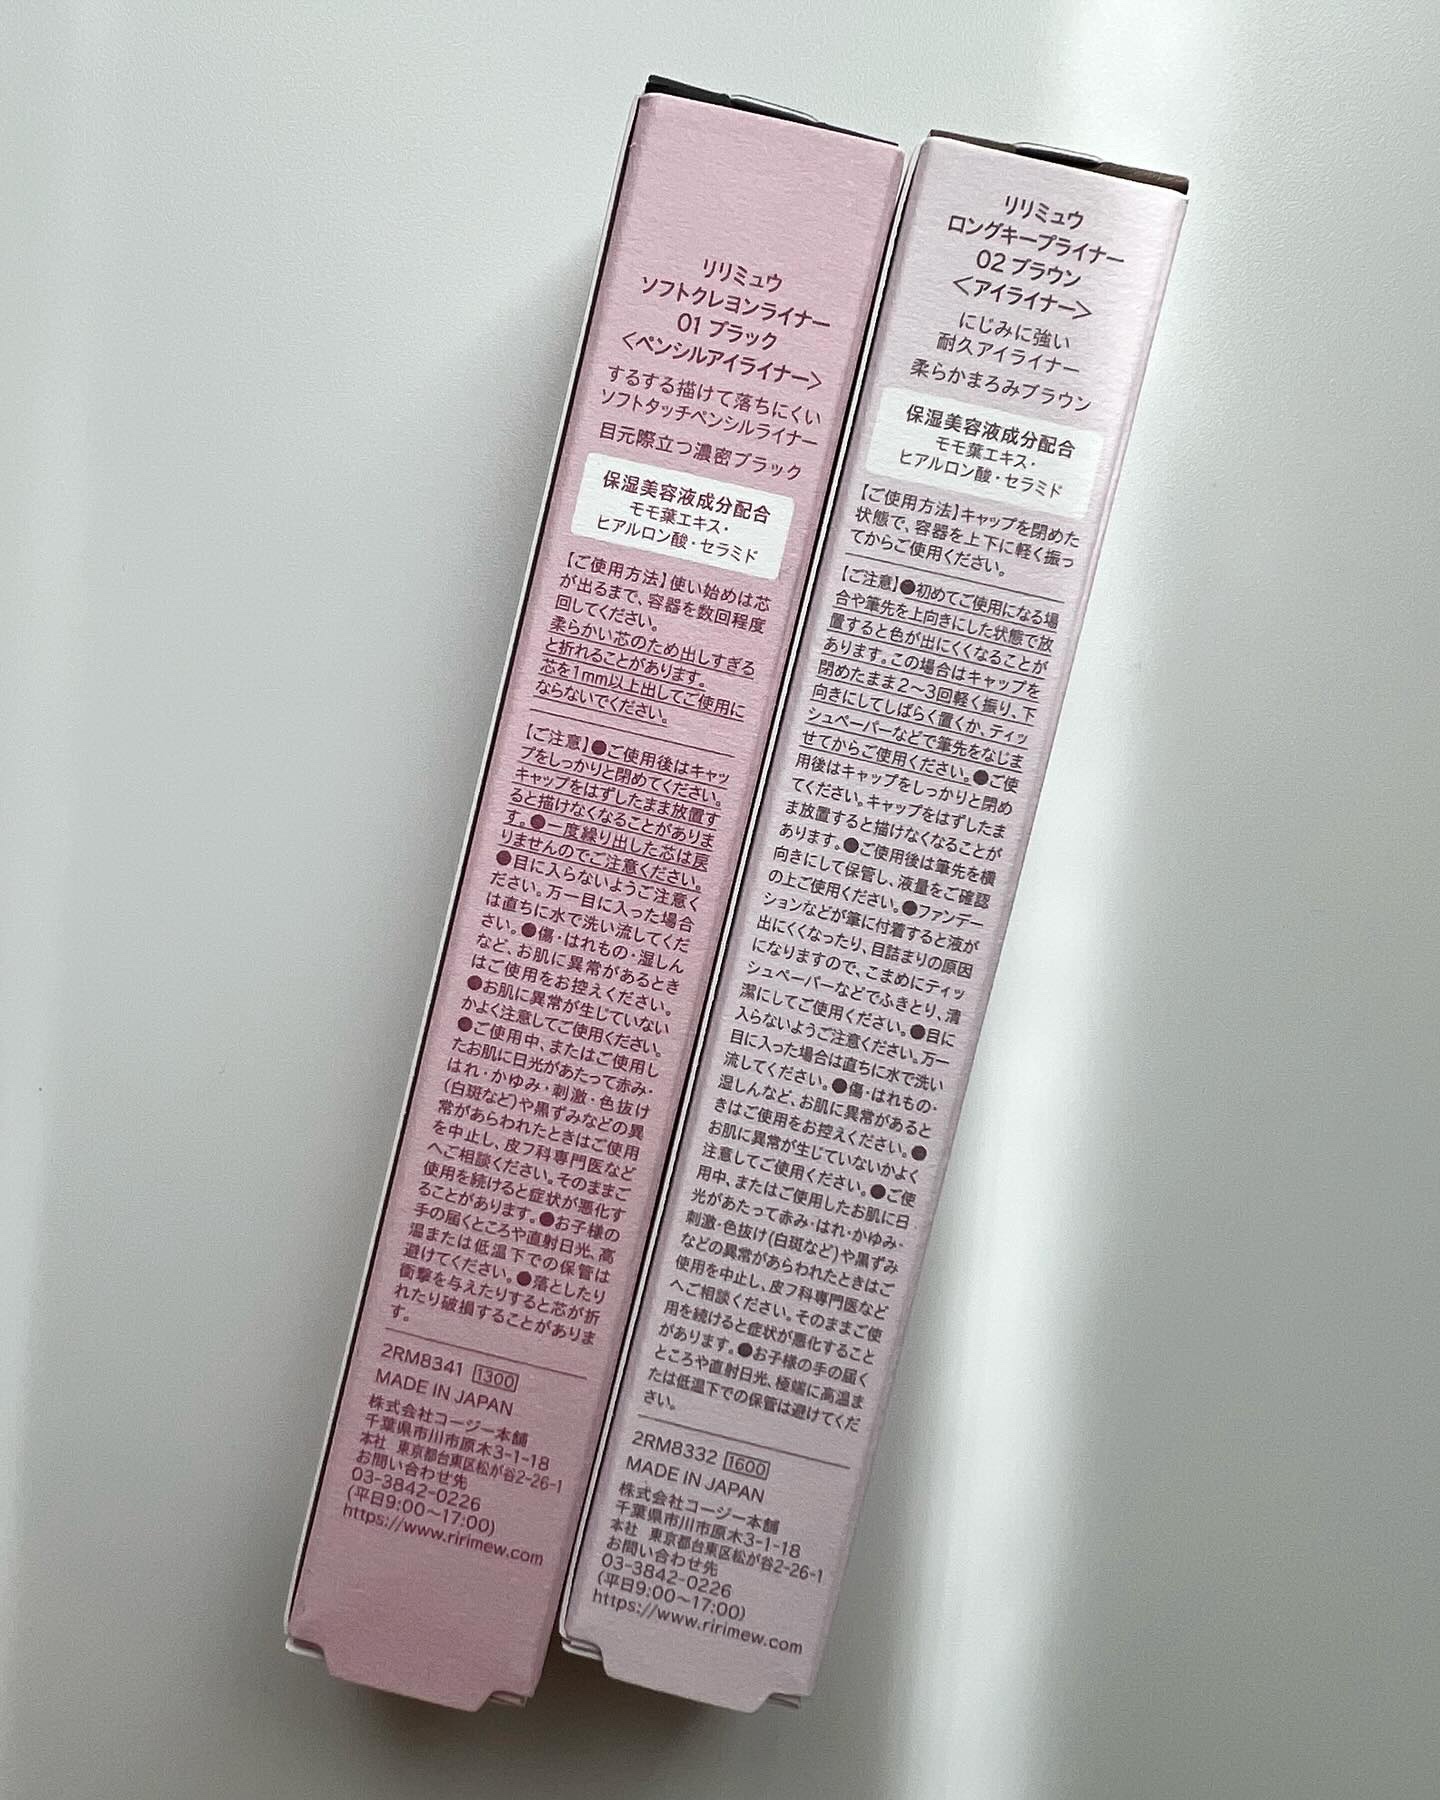 リリミュウ
ソフトクレヨンライナー
01 ブラック
＜ペンシルアイライナー＞
するする描けて落ちにくい
ソフトタッチペンシルライナー
目元際立つ濃密ブラック
保湿美容液成分配合
モモ葉エキス・
ヒアルロン酸・セラミド
【ご使用方法】使い始めは芯
が出るまで、容器を数回程度
回してください。
柔らかい芯のため出しすぎる
と折れることがあります。
芯を1mm以上出してご使用に
ならないでください。
【ご注意】●ご使用後はキャッ
プをしっかりと閉めてください。
キャップをはずしたまま放置す
ると描けなくなることがありま
す。●一度繰り出した芯は戻
りませんのでご注意ください。
●目に入らないようご注意く
ださい。万一目に入った場合
は直ちに水で洗い流してくだ
さい。●傷・はれもの・湿しん
など、お肌に異常があるとき
はご使用をお控えください。
●お肌に異常が生じていない
かよく注意してご使用ください。
●ご使用中、またはご使用し
たお肌に日光があたって赤み・
はれ・かゆみ・刺激・色抜け
(白斑など)や黒ずみなどの異
常があらわれたときはご使用
を中止し、皮フ科専門医など
へご相談ください。そのままご
使用を続けると症状が悪化す
ることがあります。●お子様の
手の届くところや直射日光、高
温または低温下での保管は
避けてください。●落としたり
衝撃を与えたりすると芯が折
れたり破損することがありま
す。
2RM8341 1300
MADE IN JAPAN
株式会社コージー本舗
千葉県市川市原木3-1-18
本社 東京都台東区松が谷2-26-1
お問い合わせ先
03-3842-0226
(平日9:00～17:00)
https://www.ririmew.com
リリミュウ
ロングキープライナー
02 ブラウン
＜アイライナー＞
にじみに強い
耐久アイライナー
柔らかまろみブラウン
保湿美容液成分配合
モモ葉エキス・
ヒアルロン酸・セラミド
【ご使用方法】キャップを閉めた
状態で、容器を上下に軽く振っ
てからご使用ください。
【ご注意】●初めてご使用になる場
合や筆先を上向きにした状態で放
置すると色が出にくくなることが
あります。この場合はキャップを
閉めたまま2～3回軽く振り、下
向きにしてしばらく置くか、ティッ
シュペーパーなどで筆先をなじま
せてからご使用ください。●ご使
用後はキャップをしっかりと閉め
てください。キャップをはずしたま
ま放置すると描けなくなることが
あります。●ご使用後は筆先を横
向きにして保管し、液量をご確認
の上ご使用ください。●ファンデー
ションなどが筆に付着すると液が
出にくくなったり、目詰まりの原因
になりますので、こまめにティッ
シュペーパーなどでふきとり、清
潔にしてご使用ください。●目に
入らないようご注意ください。万一
目に入った場合は直ちに水で洗い
流してください。●傷・はれもの・
湿しんなど、お肌に異常があると
きはご使用をお控えください。●
お肌に異常が生じていないかよく
注意してご使用ください。●ご使
用中、またはご使用したお肌に日
光があたって赤み・はれ・かゆみ・
刺激・色抜け(白斑など)や黒ずみ
などの異常があらわれたときはご
使用を中止し、皮フ科専門医など
へご相談ください。そのままご使
用を続けると症状が悪化すること
があります。●お子様の手の届く
ところや直射日光、極端に高温ま
たは低温下での保管は避けてくだ
さい。
2RM8332 1600
MADE IN JAPAN
株式会社コージー本舗
千葉県市川市原木3-1-18
本社 東京都台東区松が谷2-26-1
お問い合わせ先
03-3842-0226
(平日9:00～17:00)
https://www.ririmew.com